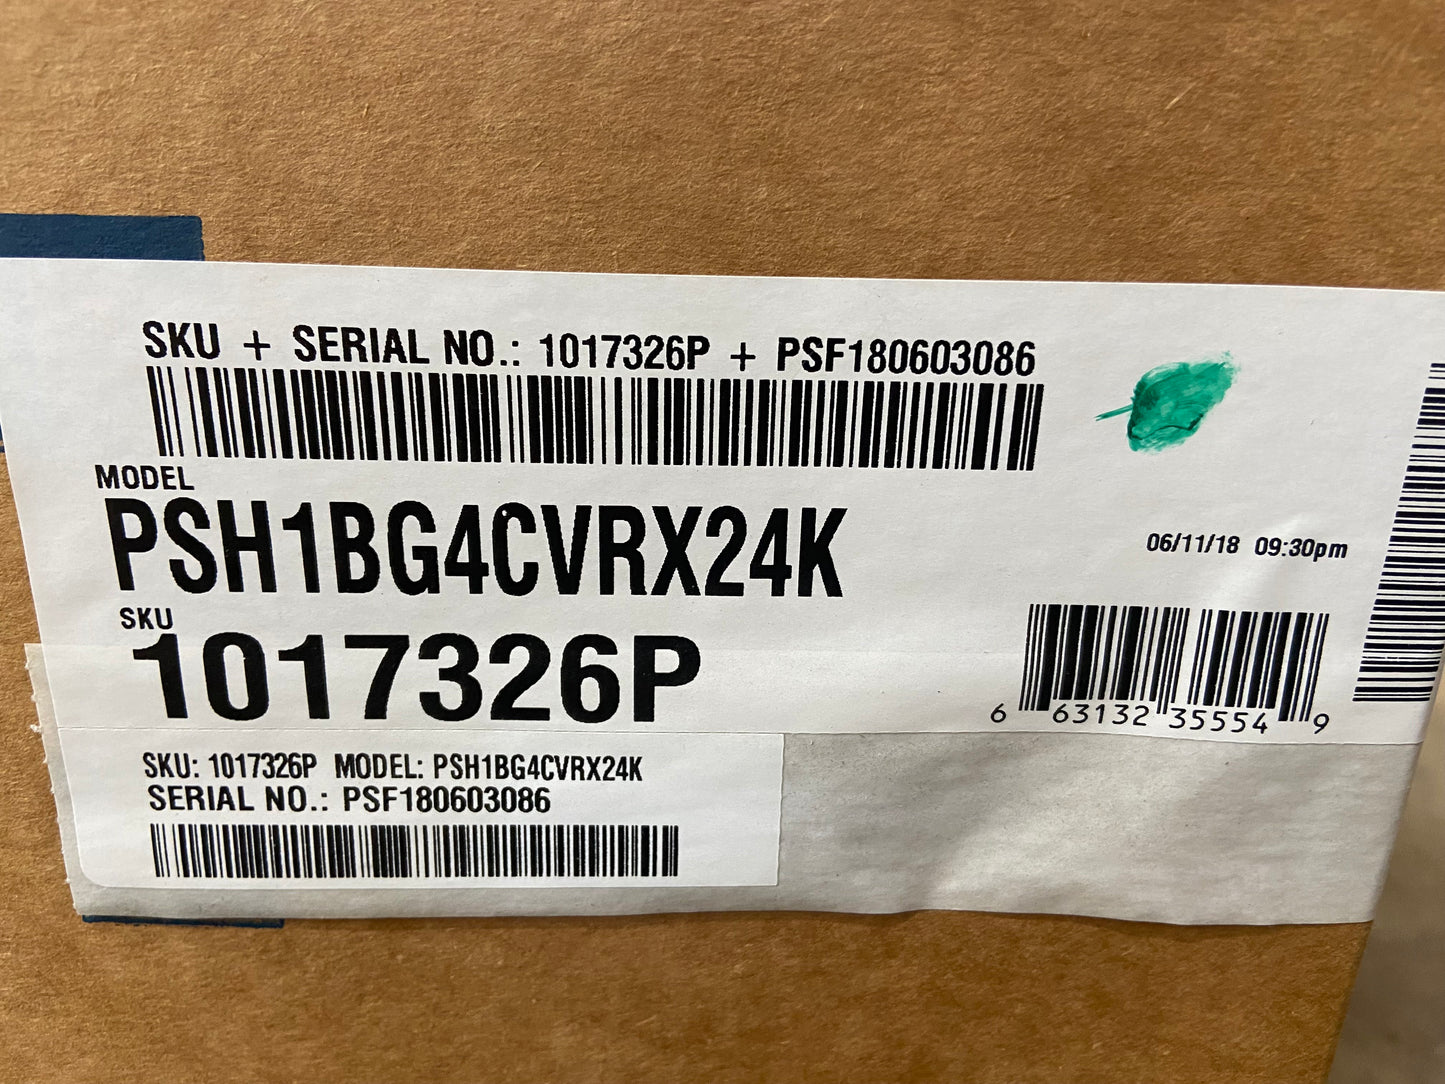 SKU + SERIAL NO.: 1017326P + PSF180603086
MODEL
PSH1BG4CVRX24K
06/11/18 09:30pm
SKU
1017326P
6 63132 35554 9
SKU: 1017326P MODEL: PSH1BG4CVRX24K
SERIAL NO.: PSF180603086